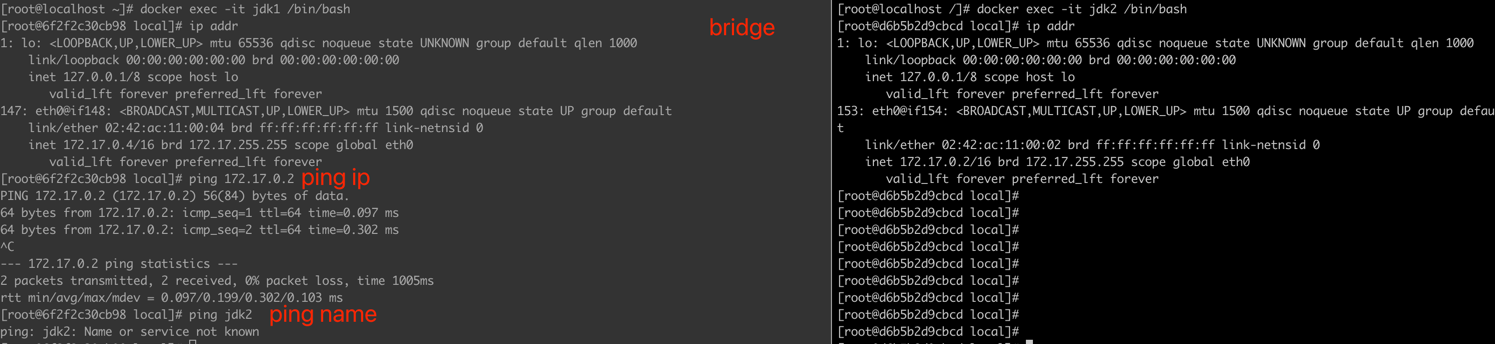 [root@localhost ~]# docker exec -it jdk1 /bin/bash
[root@6f2f2c30cb98 local]# ip addr
bridge
1: lo: <LOOPBACK,UP,LOWER_UP> mtu 65536 qdisc noqueue state UNKNOWN group default qlen 1000
    link/loopback 00:00:00:00:00:00 brd 00:00:00:00:00:00
    inet 127.0.0.1/8 scope host lo
       valid_lft forever preferred_lft forever
147: eth0@if148: <BROADCAST,MULTICAST,UP,LOWER_UP> mtu 1500 qdisc noqueue state UP group default
    link/ether 02:42:ac:11:00:04 brd ff:ff:ff:ff:ff:ff link-netnsid 0
    inet 172.17.0.4/16 brd 172.17.255.255 scope global eth0
       valid_lft forever preferred_lft forever
[root@6f2f2c30cb98 local]# ping 172.17.0.2 ping ip
PING 172.17.0.2 (172.17.0.2) 56(84) bytes of data.
64 bytes from 172.17.0.2: icmp_seq=1 ttl=64 time=0.097 ms
64 bytes from 172.17.0.2: icmp_seq=2 ttl=64 time=0.302 ms
^C
--- 172.17.0.2 ping statistics ---
2 packets transmitted, 2 received, 0% packet loss, time 1005ms
rtt min/avg/max/mdev = 0.097/0.199/0.302/0.103 ms
[root@6f2f2c30cb98 local]# ping jdk2 ping name
ping: jdk2: Name or service not known
[root@localhost /]# docker exec -it jdk2 /bin/bash
[root@d6b5b2d9cbcd local]# ip addr
1: lo: <LOOPBACK,UP,LOWER_UP> mtu 65536 qdisc noqueue state UNKNOWN group default qlen 1000
    link/loopback 00:00:00:00:00:00 brd 00:00:00:00:00:00
    inet 127.0.0.1/8 scope host lo
       valid_lft forever preferred_lft forever
153: eth0@if154: <BROADCAST,MULTICAST,UP,LOWER_UP> mtu 1500 qdisc noqueue state UP group defau
t
    link/ether 02:42:ac:11:00:02 brd ff:ff:ff:ff:ff:ff link-netnsid 0
    inet 172.17.0.2/16 brd 172.17.255.255 scope global eth0
       valid_lft forever preferred_lft forever
[root@d6b5b2d9cbcd local]#
[root@d6b5b2d9cbcd local]#
[root@d6b5b2d9cbcd local]#
[root@d6b5b2d9cbcd local]#
[root@d6b5b2d9cbcd local]#
[root@d6b5b2d9cbcd local]#
[root@d6b5b2d9cbcd local]#
[root@d6b5b2d9cbcd local]#
[root@d6b5b2d9cbcd local]#